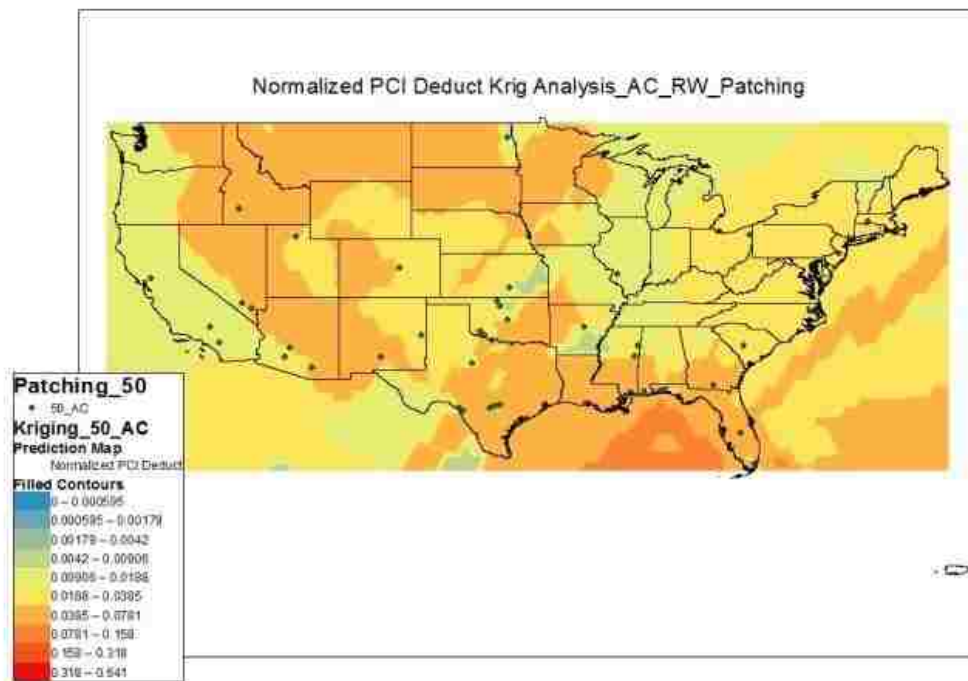 Normalized PCI Deduct Krig Analysis_AC_RW_Patching
Patching_50
50_AC
Kriging_50_AC
Prediction Map
Normalized PCI Deduct
Filled Contours
0 – 0.000595
0.000595 – 0.00179
0.00179 – 0.0042
0.0042 – 0.00906
0.00906 – 0.0188
0.0188 – 0.0385
0.0385 – 0.0781
0.0781 – 0.158
0.158 – 0.318
0.318 – 0.641